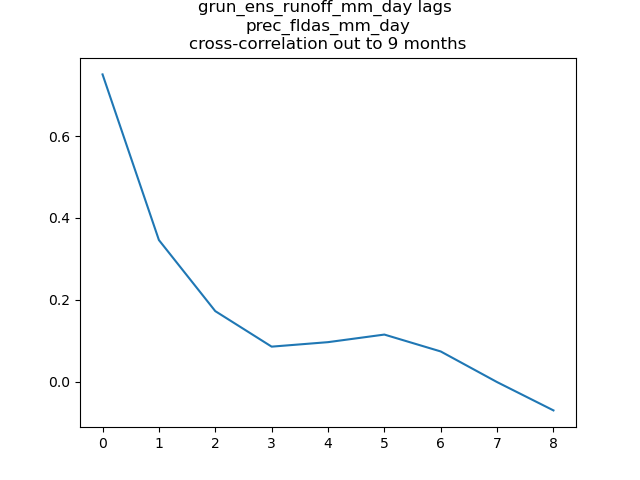 grun_ens_runoff_mm_day lags
prec_fldas_mm_day
cross-correlation out to 9 months
0.6
0.4
0.2
0.0
0 1 2 3 4 5 6 7 8